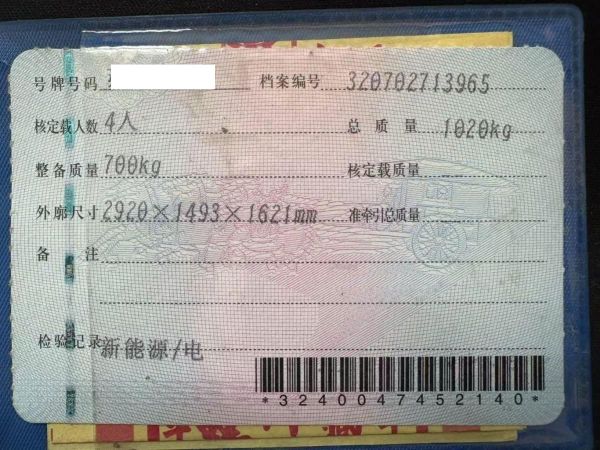 号牌号码 档案编号 320702713965
核定载人数 4人 总质量 1020kg
整备质量 700kg 核定载质量
外廓尺寸 2920×1493×1621mm 准牵引总质量
备注
检验记录 新能源/电
*3240047452140*